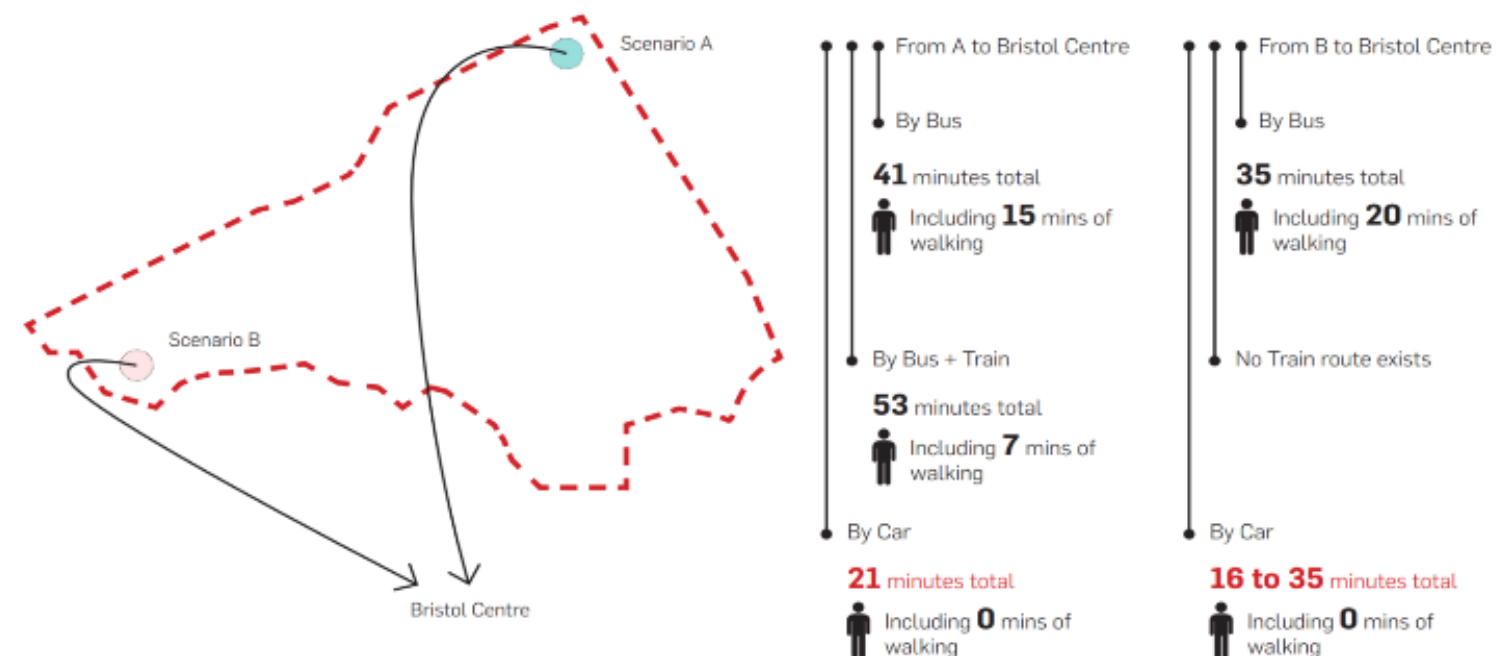 Scenario A
Scenario B
Bristol Centre
From A to Bristol Centre
By Bus
41 minutes total
Including 15 mins of
walking
By Bus + Train
53 minutes total
Including 7 mins of
walking
By Car
21 minutes total
Including 0 mins of
walking
From B to Bristol Centre
By Bus
35 minutes total
Including 20 mins of
walking
No Train route exists
By Car
16 to 35 minutes total
Including 0 mins of
walking